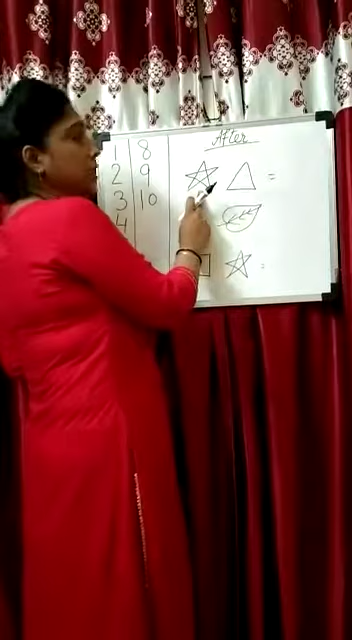 After
1 8
2 9 =
3 10
4
=